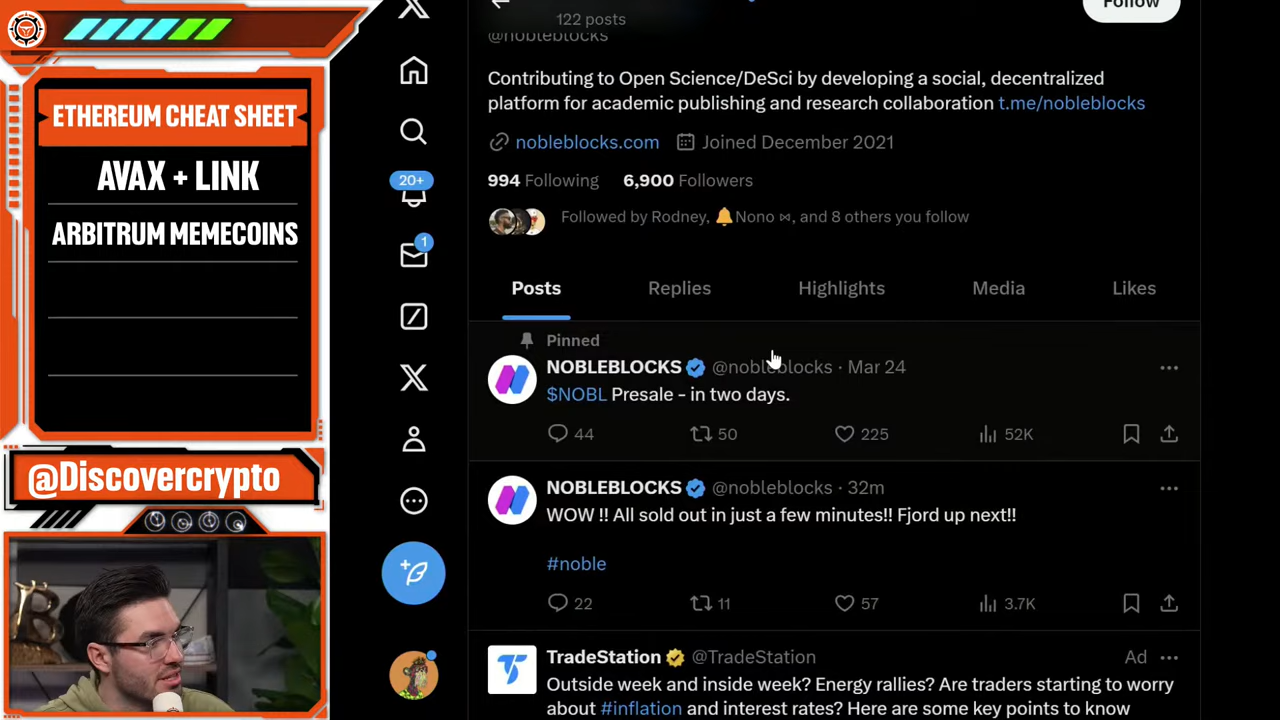 ETHEREUM CHEAT SHEET
AVAX + LINK
ARBITRUM MEMECOINS
@Discovercrypto
122 posts
@nobleblocks
Follow
Contributing to Open Science/DeSci by developing a social, decentralized
platform for academic publishing and research collaboration t.me/nobleblocks
nobleblocks.com Joined December 2021
994 Following 6,900 Followers
Followed by Rodney, 🔔Nono ⋈, and 8 others you follow
20+
1
Posts Replies Highlights Media Likes
Pinned
NOBLEBLOCKS @nobleblocks · Mar 24
$NOBL Presale - in two days.
44 50 225 52K
NOBLEBLOCKS @nobleblocks · 32m
WOW !! All sold out in just a few minutes!! Fjord up next!!
#noble
22 11 57 3.7K
TradeStation @TradeStation Ad
Outside week and inside week? Energy rallies? Are traders starting to worry
about #inflation and interest rates? Here are some key points to know